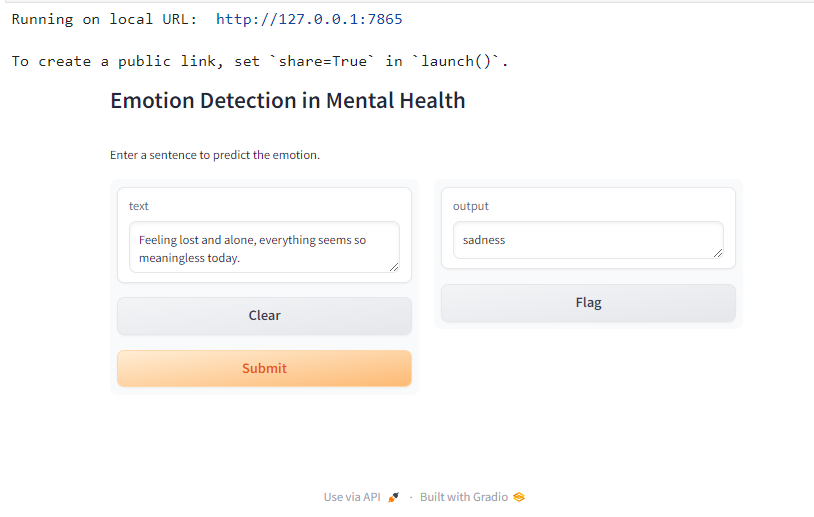 Running on local URL:  http://127.0.0.1:7865
To create a public link, set `share=True` in `launch()`.
Emotion Detection in Mental Health
Enter a sentence to predict the emotion.
text
Feeling lost and alone, everything seems so
meaningless today.
Clear
Submit
output
sadness
Flag
Use via API · Built with Gradio